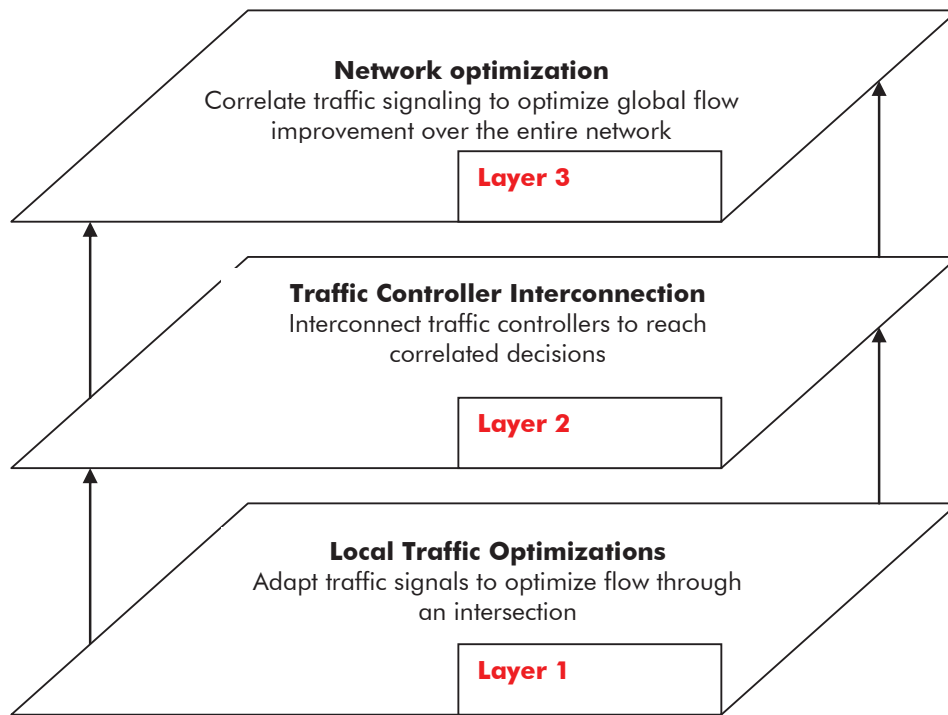 Network optimization
Correlate traffic signaling to optimize global flow
improvement over the entire network
Layer 3
Traffic Controller Interconnection
Interconnect traffic controllers to reach
correlated decisions
Layer 2
Local Traffic Optimizations
Adapt traffic signals to optimize flow through
an intersection
Layer 1